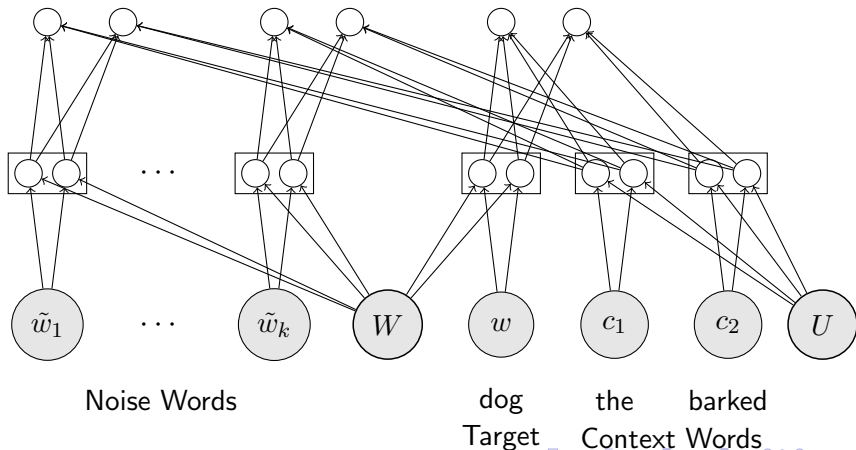 ⋯ ⋯
w̃₁ ⋯ w̃ₖ W w c₁ c₂ U
Noise Words dog the barked
Target Context Words